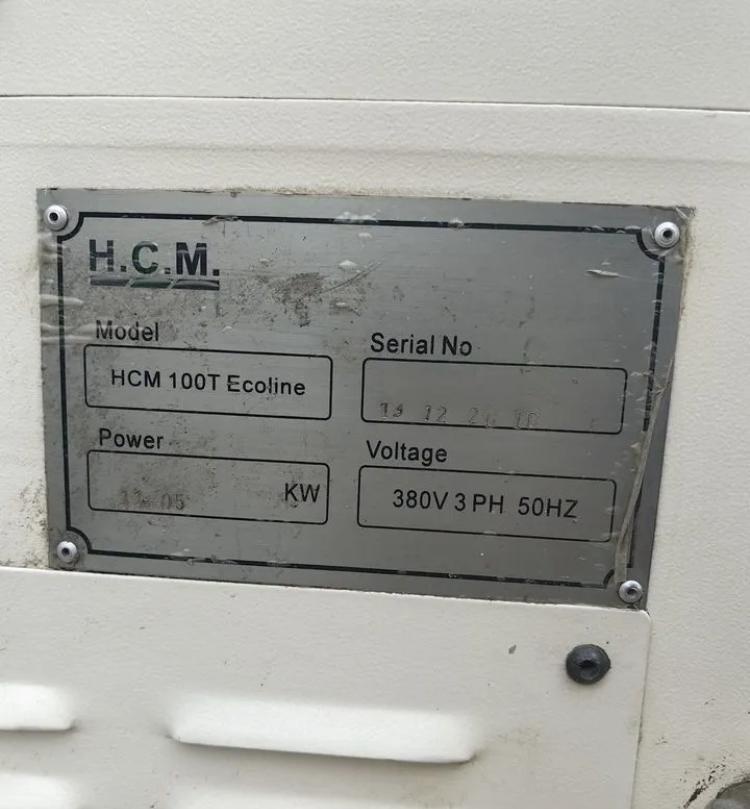 H.C.M.
Model
HCM 100T Ecoline
Serial No
Power
KW
Voltage
380V 3 PH 50HZ